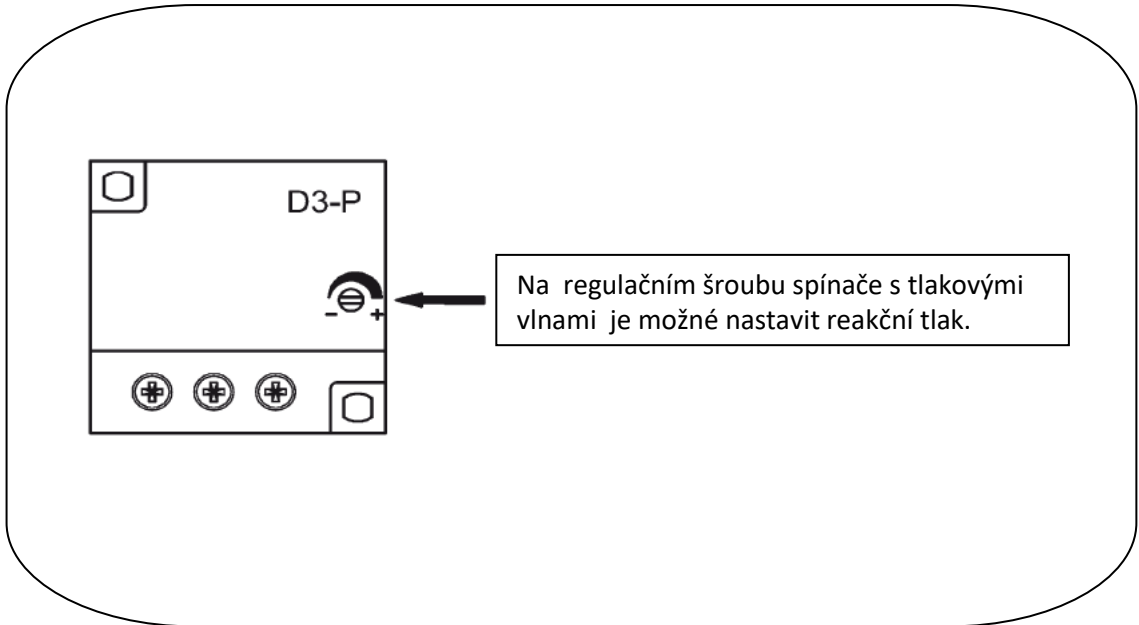 D3-P
- +
Na regulačním šroubu spínače s tlakovými
vlnami je možné nastavit reakční tlak.